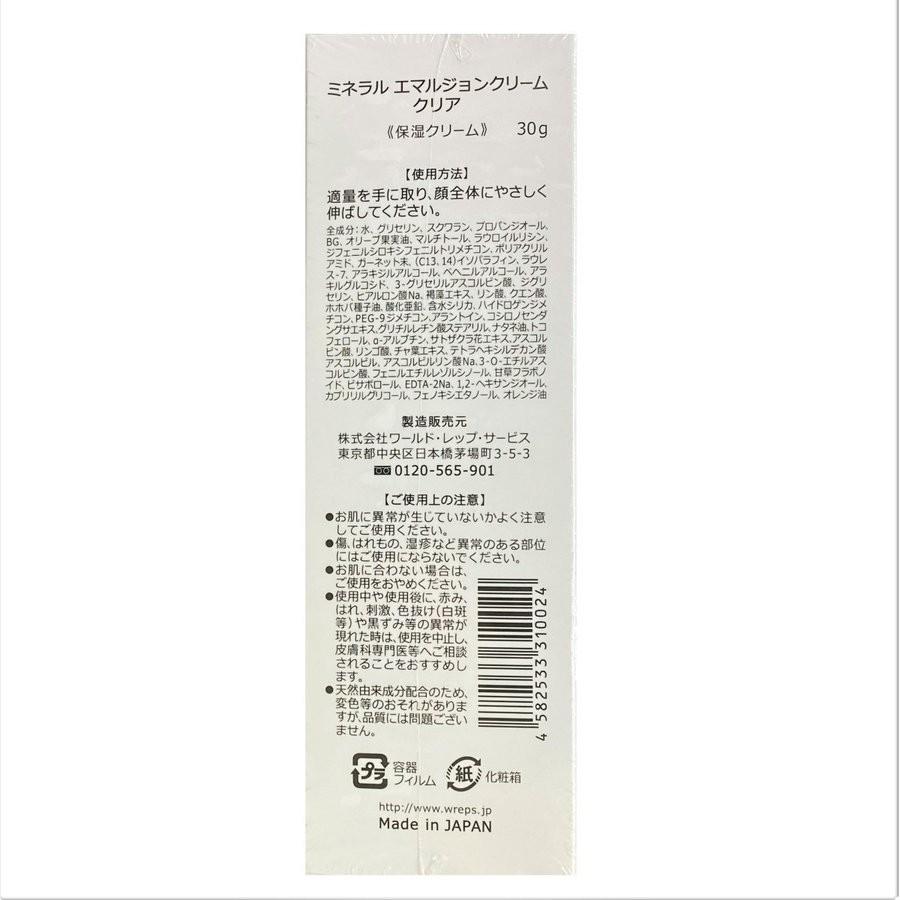 ミネラル エマルジョンクリーム
クリア
《保湿クリーム》 30g
【使用方法】
適量を手に取り、顔全体にやさしく
伸ばしてください。
全成分：水、グリセリン、スクワラン、プロパンジオール、
BG、オリーブ果実油、マルチトール、ラウロイルリシン、
ジフェニルシロキシフェニルトリメチコン、ポリアクリル
アミド、ガーネット末、(C13,14)イソパラフィン、ラウレ
ス-7、アラキジルアルコール、ベヘニルアルコール、アラ
キルグルコシド、3-グリセリルアスコルビン酸、ジグリ
セリン、ヒアルロン酸Na、褐藻エキス、リン酸、クエン酸、
ホホバ種子油、酸化亜鉛、含水シリカ、ハイドロゲンジメ
チコン、PEG-9ジメチコン、アラントイン、コシロノセンダ
ングサエキス、グリチルレチン酸ステアリル、ナタネ油、トコ
フェロール、α-アルブチン、サトザクラ花エキス、アスコル
ビン酸、リンゴ酸、チャ葉エキス、テトラヘキシルデカン酸
アスコルビル、アスコルビルリン酸Na、3-O-エチルアス
コルビン酸、フェニルエチルレゾルシノール、甘草フラボノ
イド、ビサボロール、EDTA-2Na、1,2-ヘキサンジオール、
カプリリルグリコール、フェノキシエタノール、オレンジ油
製造販売元
株式会社ワールド・レップ・サービス
東京都中央区日本橋茅場町3-5-3
0120-565-901
【ご使用上の注意】
●お肌に異常が生じていないかよく注意
してご使用ください。
●傷、はれもの、湿疹など異常のある部位
にはご使用にならないでください。
●お肌に合わない場合は、
ご使用をおやめください。
●使用中や使用後に、赤み、
はれ、刺激、色抜け(白斑
等)や黒ずみ等の異常が
現れた時は、使用を中止し、
皮膚科専門医等へご相談
されることをおすすめしま
す。
●天然由来成分配合のため、
変色等のおそれがありま
すが、品質には問題ござい
ません。
4 582533 310024
プラ 容器
フィルム
紙 化粧箱
http://www.wreps.jp
Made in JAPAN